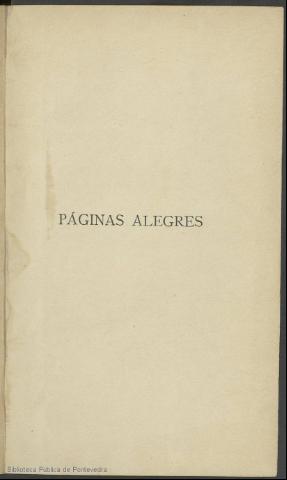 PÁGINAS ALEGRES
Biblioteca Pública de Pontevedra